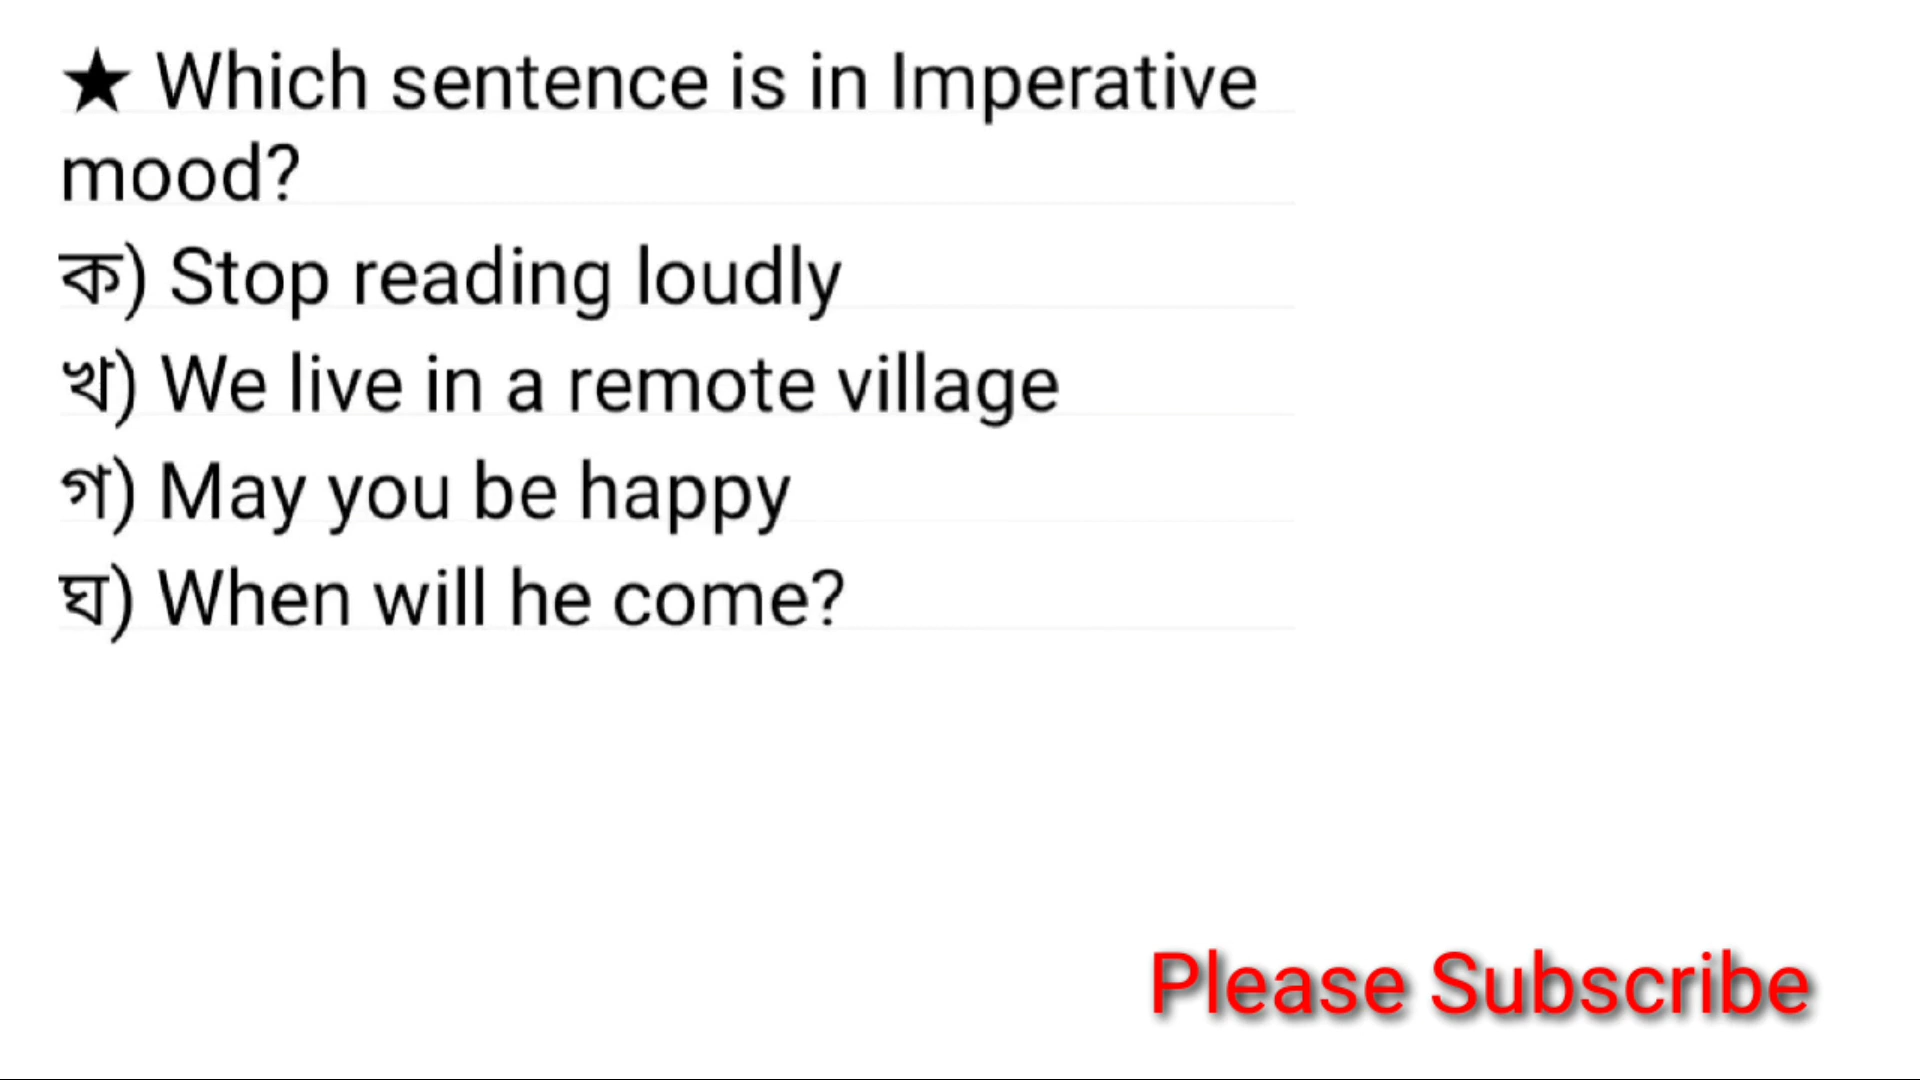 ★ Which sentence is in Imperative
mood?
ক) Stop reading loudly
খ) We live in a remote village
গ) May you be happy
ঘ) When will he come?
Please Subscribe